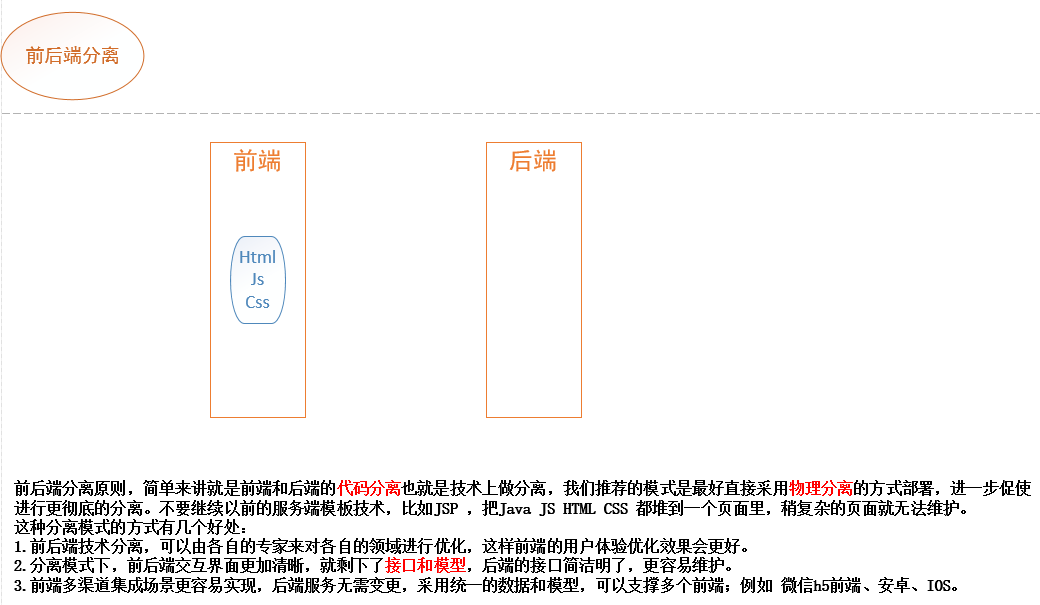 前后端分离
前端
后端
Html
Js
Css
前后端分离原则，简单来讲就是前端和后端的代码分离也就是技术上做分离，我们推荐的模式是最好直接采用物理分离的方式部署，进一步促使
进行更彻底的分离。不要继续以前的服务端模板技术，比如JSP ，把Java JS HTML CSS 都堆到一个页面里，稍复杂的页面就无法维护。
这种分离模式的方式有几个好处：
1.前后端技术分离，可以由各自的专家来对各自的领域进行优化，这样前端的用户体验优化效果会更好。
2.分离模式下，前后端交互界面更加清晰，就剩下了接口和模型，后端的接口简洁明了，更容易维护。
3.前端多渠道集成场景更容易实现，后端服务无需变更，采用统一的数据和模型，可以支撑多个前端；例如 微信h5前端、安卓、IOS。